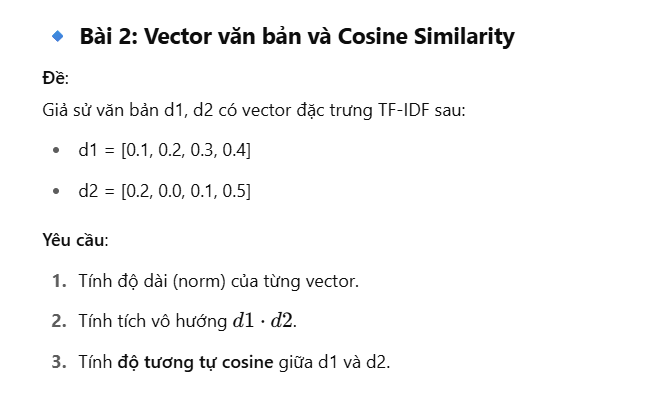 Bài 2: Vector văn bản và Cosine Similarity
Đề:
Giả sử văn bản d1, d2 có vector đặc trưng TF-IDF sau:
• d1 = [0.1, 0.2, 0.3, 0.4]
• d2 = [0.2, 0.0, 0.1, 0.5]
Yêu cầu:
1. Tính độ dài (norm) của từng vector.
2. Tính tích vô hướng d1 · d2.
3. Tính độ tương tự cosine giữa d1 và d2.